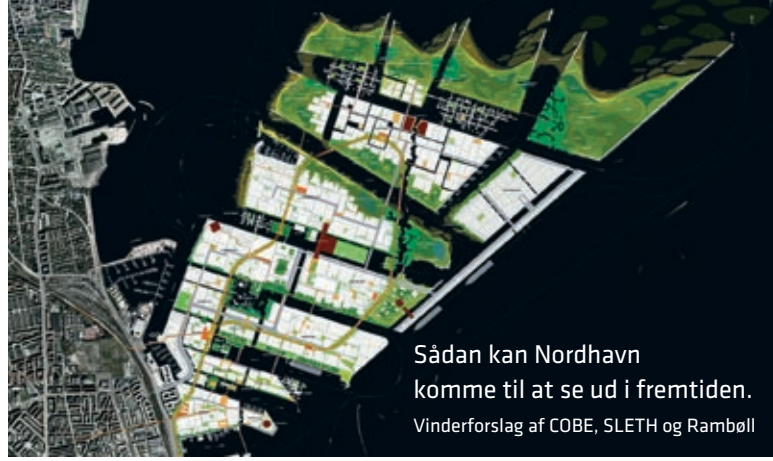 Sådan kan Nordhavn
komme til at se ud i fremtiden.
Vinderforslag af COBE, SLETH og Rambøll